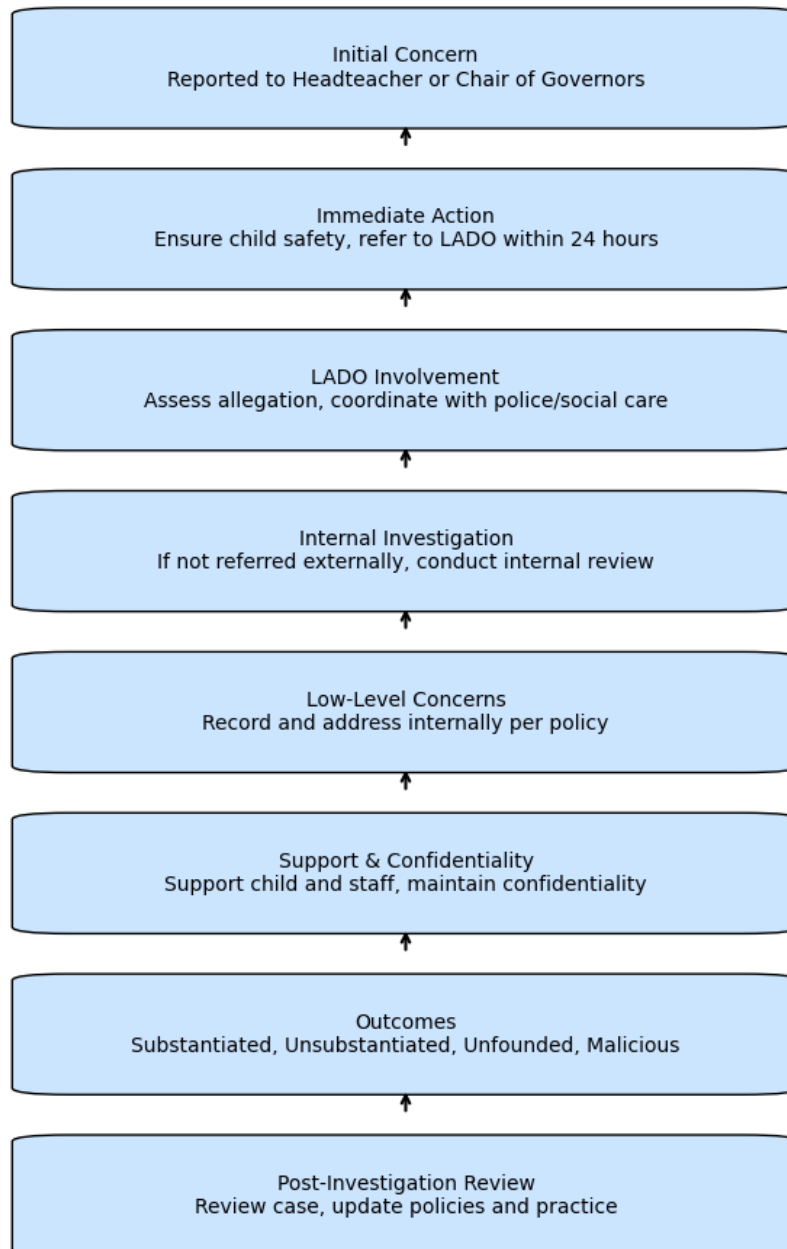 Initial Concern
Reported to Headteacher or Chair of Governors
Immediate Action
Ensure child safety, refer to LADO within 24 hours
LADO Involvement
Assess allegation, coordinate with police/social care
Internal Investigation
If not referred externally, conduct internal review
Low-Level Concerns
Record and address internally per policy
Support & Confidentiality
Support child and staff, maintain confidentiality
Outcomes
Substantiated, Unsubstantiated, Unfounded, Malicious
Post-Investigation Review
Review case, update policies and practice